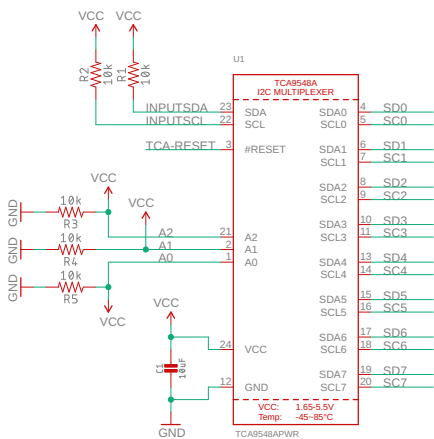 VCC VCC
R2 10k R1 10k
U1
TCA9548A
I2C MULTIPLEXER
INPUTSDA 23 SDA SDA0 4 SD0
INPUTSCL 22 SCL SCL0 5 SC0
TCA-RESET 3 #RESET SDA1 6 SD1
SCL1 7 SC1
VCC
SDA2 8 SD2
SCL2 9 SC2
GND 10k R3 VCC
SDA3 10 SD3
A2 21 A2 SCL3 11 SC3
GND 10k R4 A1 2 A1
A0 1 A0 SDA4 13 SD4
SCL4 14 SC4
GND 10k R5
VCC
SDA5 15 SD5
SCL5 16 SC5
VCC
SDA6 17 SD6
24 VCC SCL6 18 SC6
C1 10uF
SDA7 19 SD7
12 GND SCL7 20 SC7
VCC: 1.65-5.5V
Temp: -45-85°C
GND
TCA9548APWR